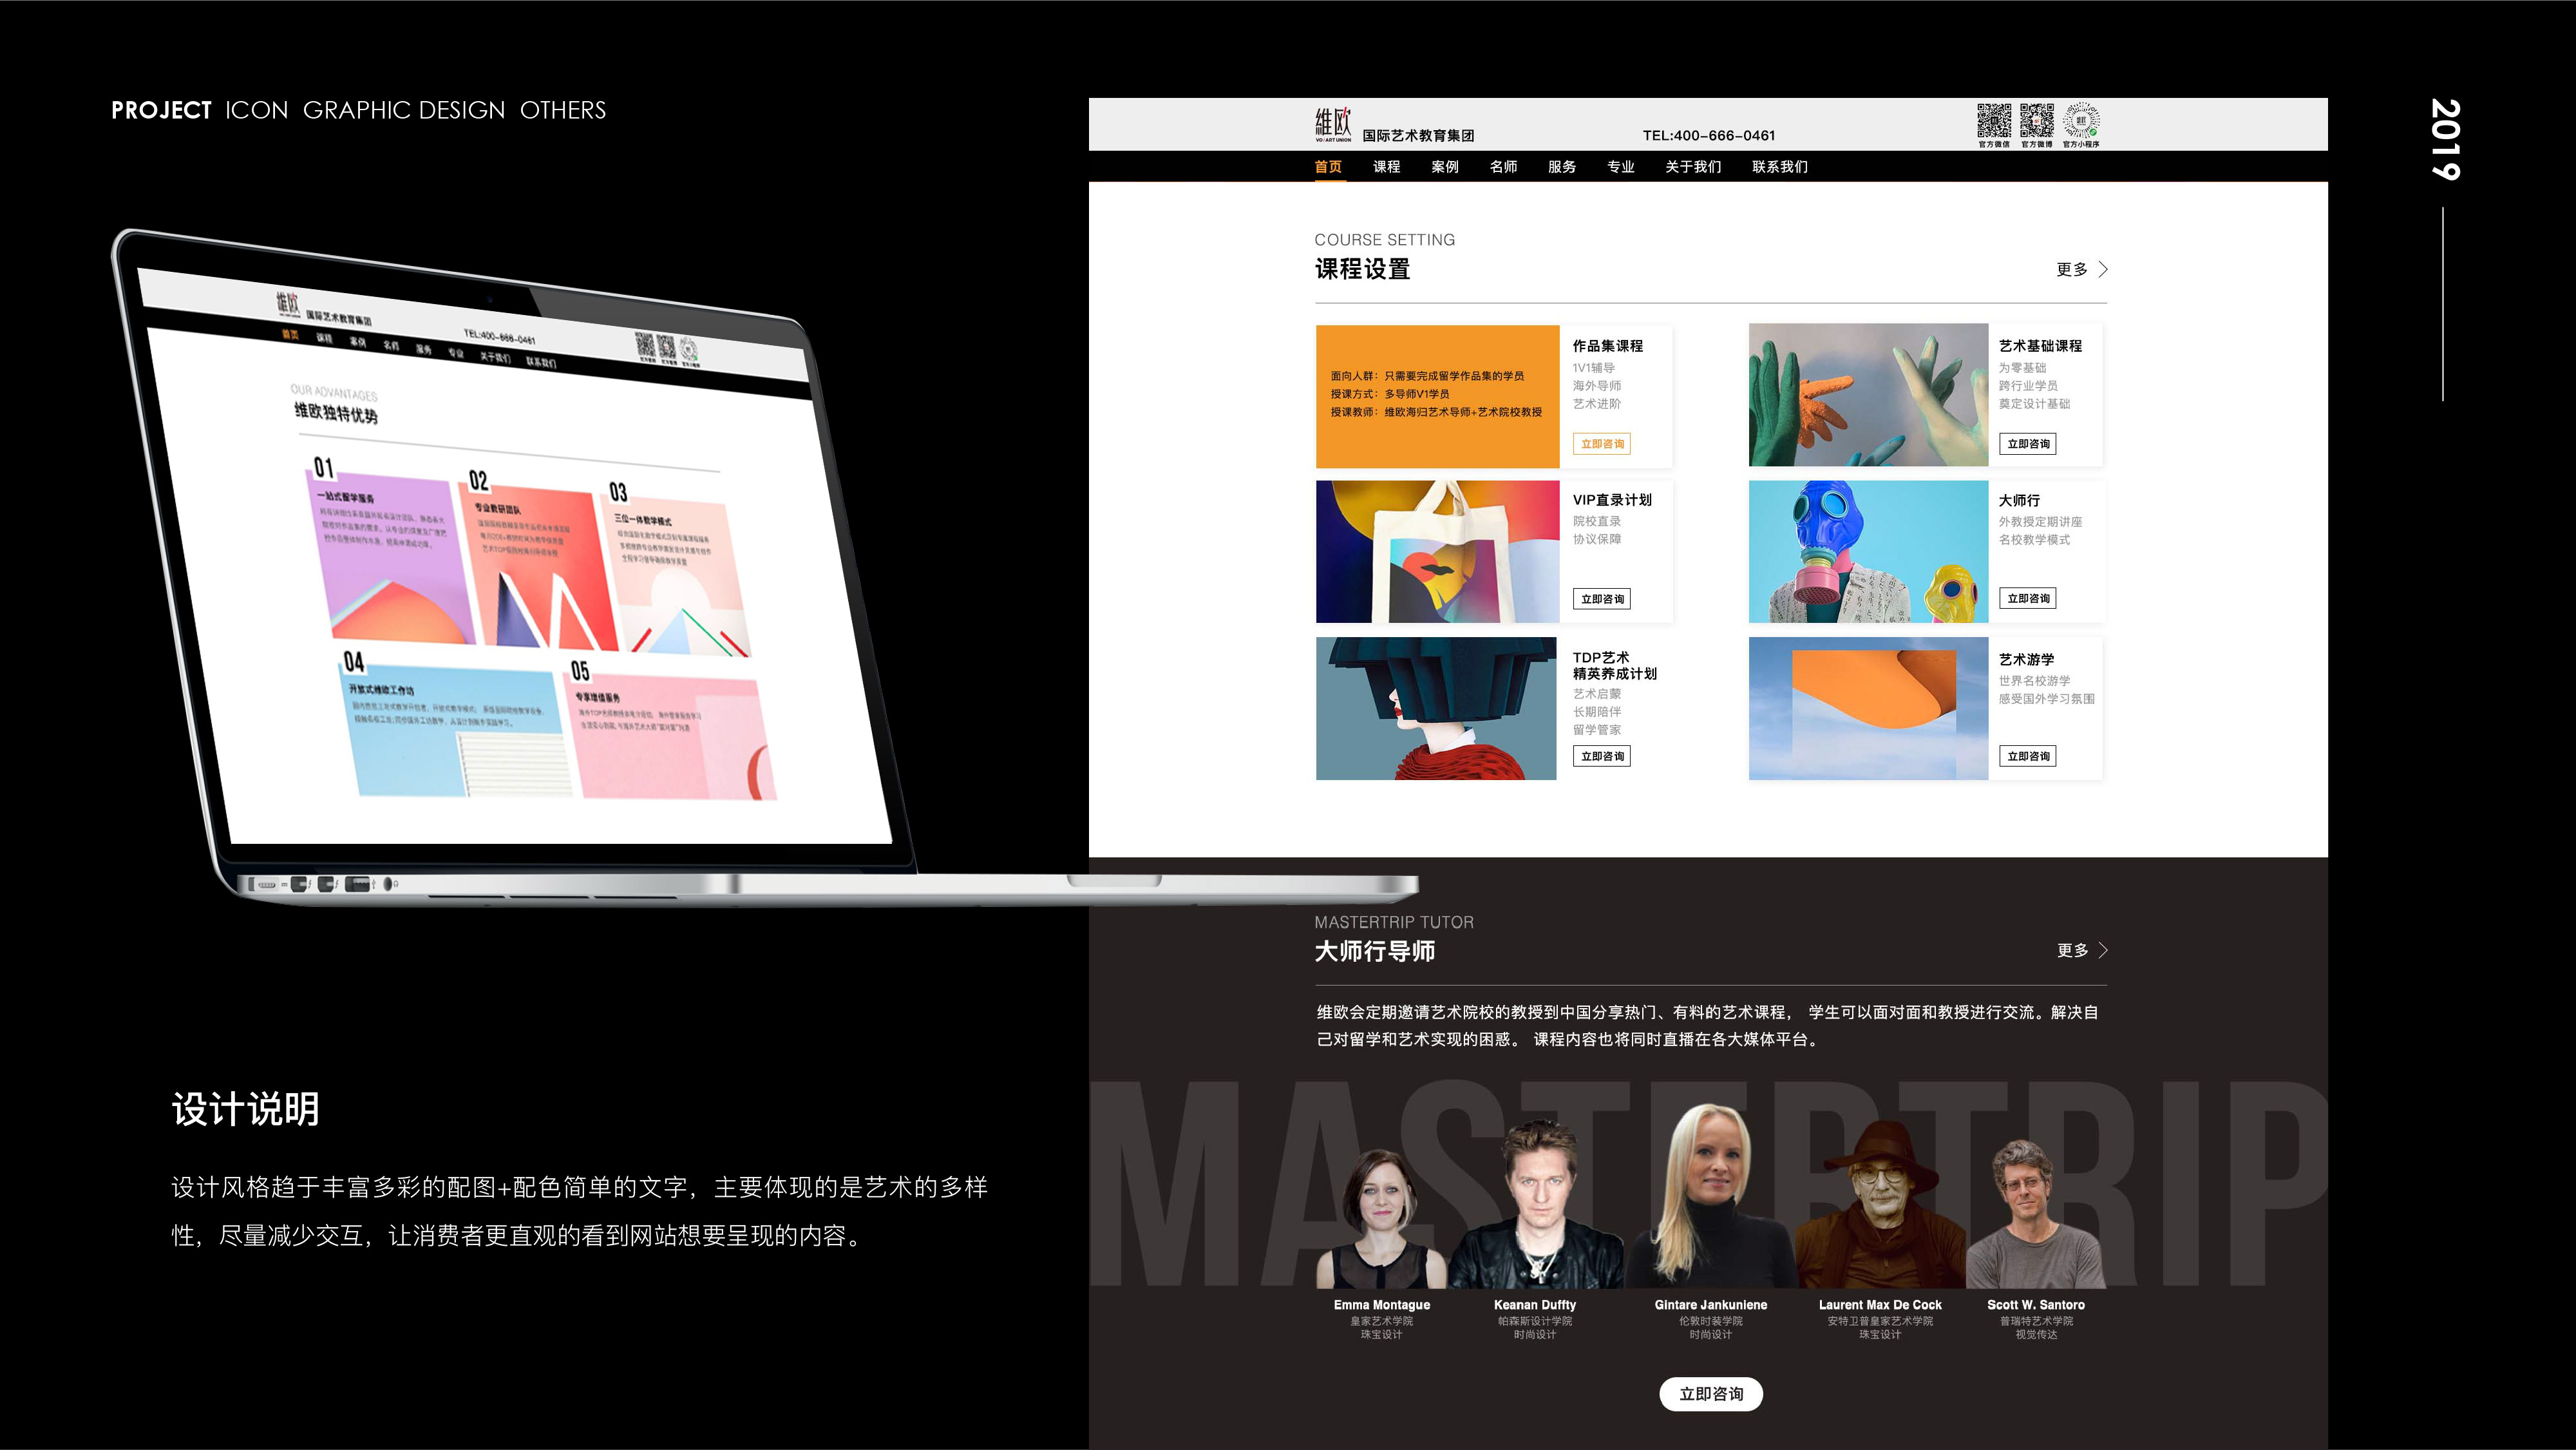 PROJECT ICON GRAPHIC DESIGN OTHERS
2019
維欧
国际艺术教育集团
TEL:400-666-0461
首页 课程 案例 名师 服务 专业 关于我们 联系我们
OUR ADVANTAGES
维欧独特优势
01
一站式留学服务
02
专业教研团队
03
三位一体教学模式
04
开放式维欧工作坊
05
专享增值服务
设计说明
设计风格趋于丰富多彩的配图+配色简单的文字，主要体现的是艺术的多样
性，尽量减少交互，让消费者更直观的看到网站想要呈现的内容。
維欧
VO/ART UNION
国际艺术教育集团
TEL:400-666-0461
官方微信 官方微博 官方小程序
首页 课程 案例 名师 服务 专业 关于我们 联系我们
COURSE SETTING
课程设置
更多
面向人群：只需要完成留学作品集的学员
授课方式：多导师V1学员
授课教师：维欧海归艺术导师+艺术院校教授
作品集课程
1V1辅导
海外导师
艺术进阶
立即咨询
艺术基础课程
为零基础
跨行业学员
奠定设计基础
立即咨询
VIP直录计划
院校直录
协议保障
立即咨询
大师行
外教授定期讲座
名校教学模式
立即咨询
TDP艺术
精英养成计划
艺术启蒙
长期陪伴
留学管家
立即咨询
艺术游学
世界名校游学
感受国外学习氛围
立即咨询
MASTERTRIP TUTOR
大师行导师
更多
维欧会定期邀请艺术院校的教授到中国分享热门、有料的艺术课程， 学生可以面对面和教授进行交流。解决自
己对留学和艺术实现的困惑。 课程内容也将同时直播在各大媒体平台。
MASTERTRIP
Emma Montague
皇家艺术学院
珠宝设计
Keanan Duffty
帕森斯设计学院
时尚设计
Gintare Jankuniene
伦敦时装学院
时尚设计
Laurent Max De Cock
安特卫普皇家艺术学院
珠宝设计
Scott W. Santoro
普瑞特艺术学院
视觉传达
立即咨询